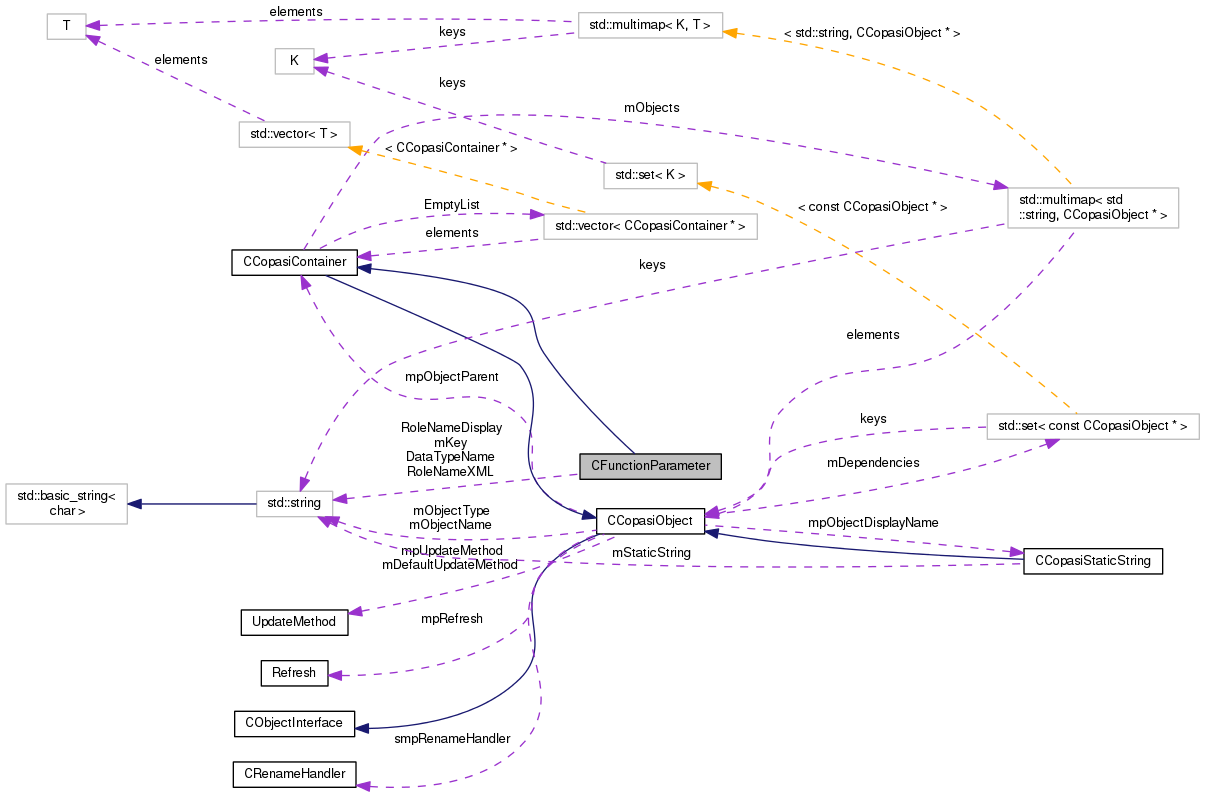 elements
T
std::multimap< K, T >
< std::string, CCopasiObject * >
keys
K
elements
keys
mObjects
std::vector< T >
< CCopasiContainer * >
std::set< K >
std::multimap< std
::string, CCopasiObject * >
EmptyList
< const CCopasiObject * >
std::vector< CCopasiContainer * >
elements
CCopasiContainer
keys
elements
mpObjectParent
keys
std::set< const CCopasiObject * >
RoleNameDisplay
mKey
DataTypeName
RoleNameXML
CFunctionParameter
mDependencies
std::basic_string<
char >
std::string
mObjectType
mObjectName
CCopasiObject
mpObjectDisplayName
mpUpdateMethod
mDefaultUpdateMethod
mStaticString
CCopasiStaticString
UpdateMethod
mpRefresh
Refresh
CObjectInterface
smpRenameHandler
CRenameHandler